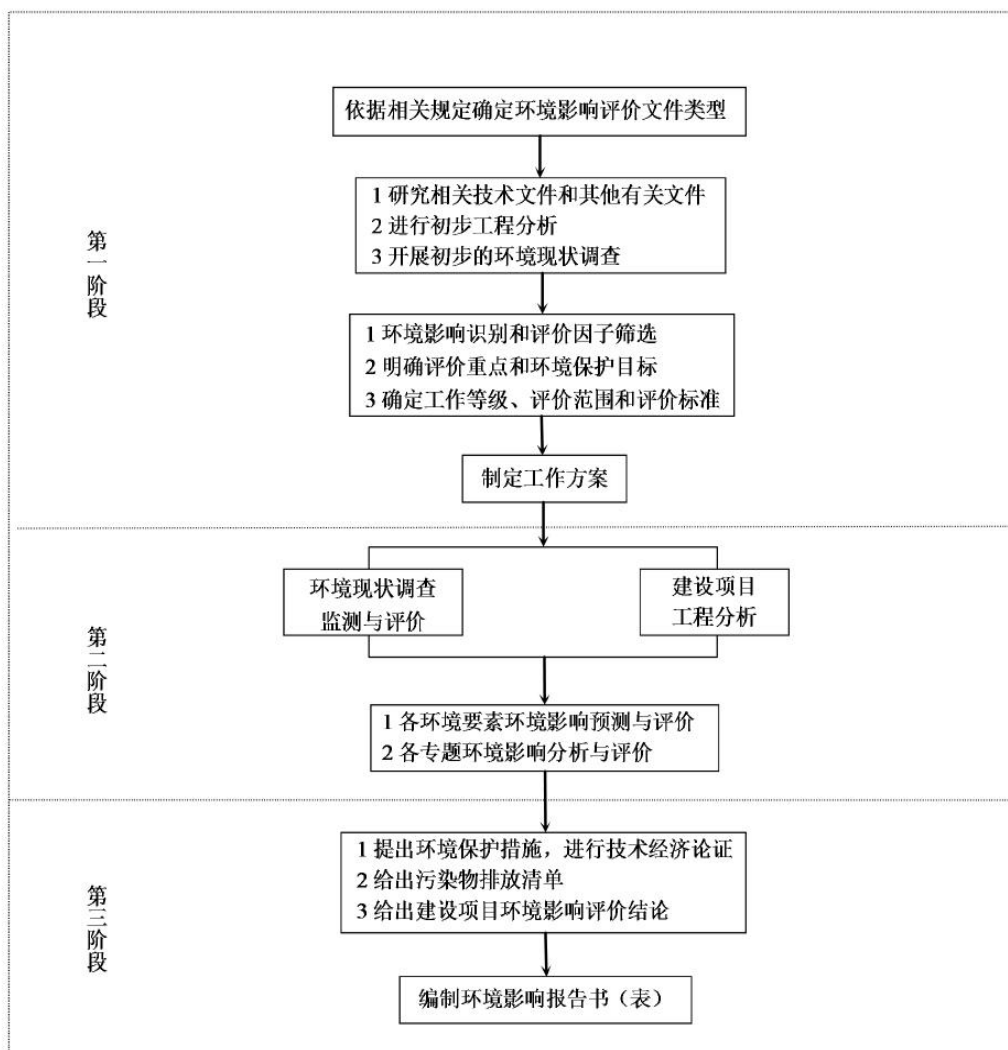 依据相关规定确定环境影响评价文件类型
1 研究相关技术文件和其他有关文件
2 进行初步工程分析
3 开展初步的环境现状调查
第一阶段
1 环境影响识别和评价因子筛选
2 明确评价重点和环境保护目标
3 确定工作等级、评价范围和评价标准
制定工作方案
环境现状调查
监测与评价
建设项目
工程分析
第二阶段
1 各环境要素环境影响预测与评价
2 各专题环境影响分析与评价
1 提出环境保护措施，进行技术经济论证
2 给出污染物排放清单
3 给出建设项目环境影响评价结论
第三阶段
编制环境影响报告书（表）